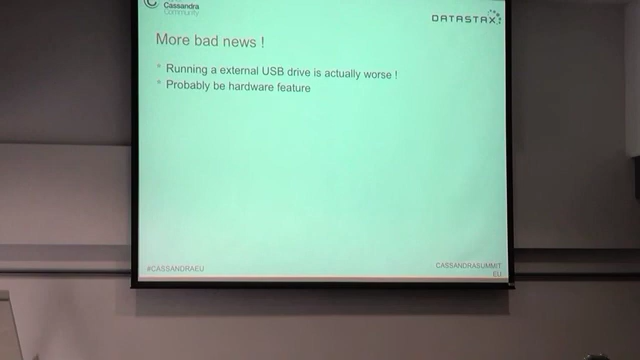 Cassandra
Community
DATASTAX
More bad news !
Running a external USB drive is actually worse !
Probably be hardware feature
#CASSANDRAEU
CASSANDRASUMMIT
EU